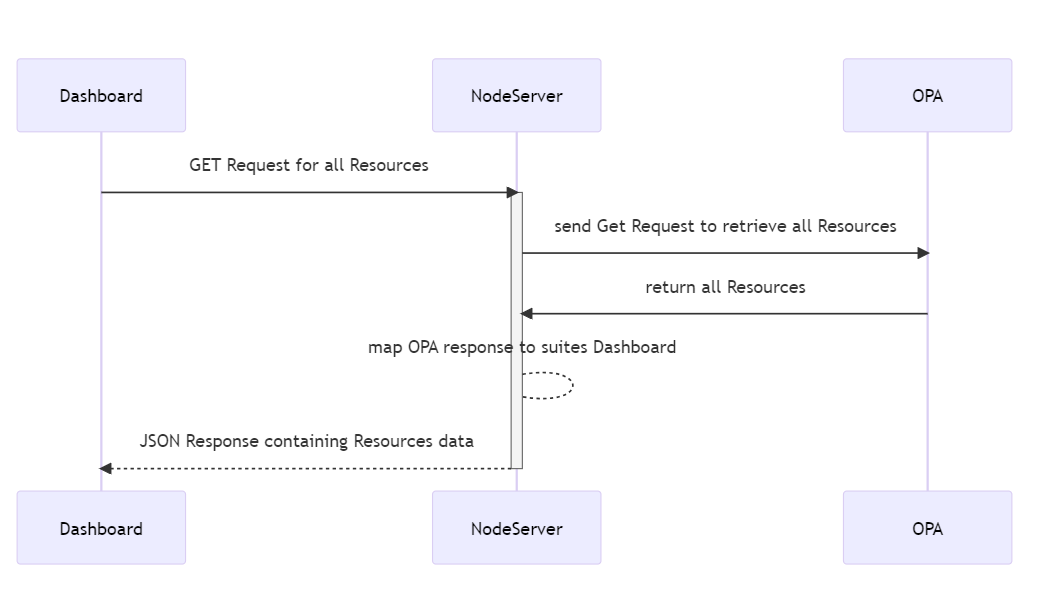 Dashboard
NodeServer
OPA
GET Request for all Resources
send Get Request to retrieve all Resources
return all Resources
map OPA response to suites Dashboard
JSON Response containing Resources data
Dashboard
NodeServer
OPA